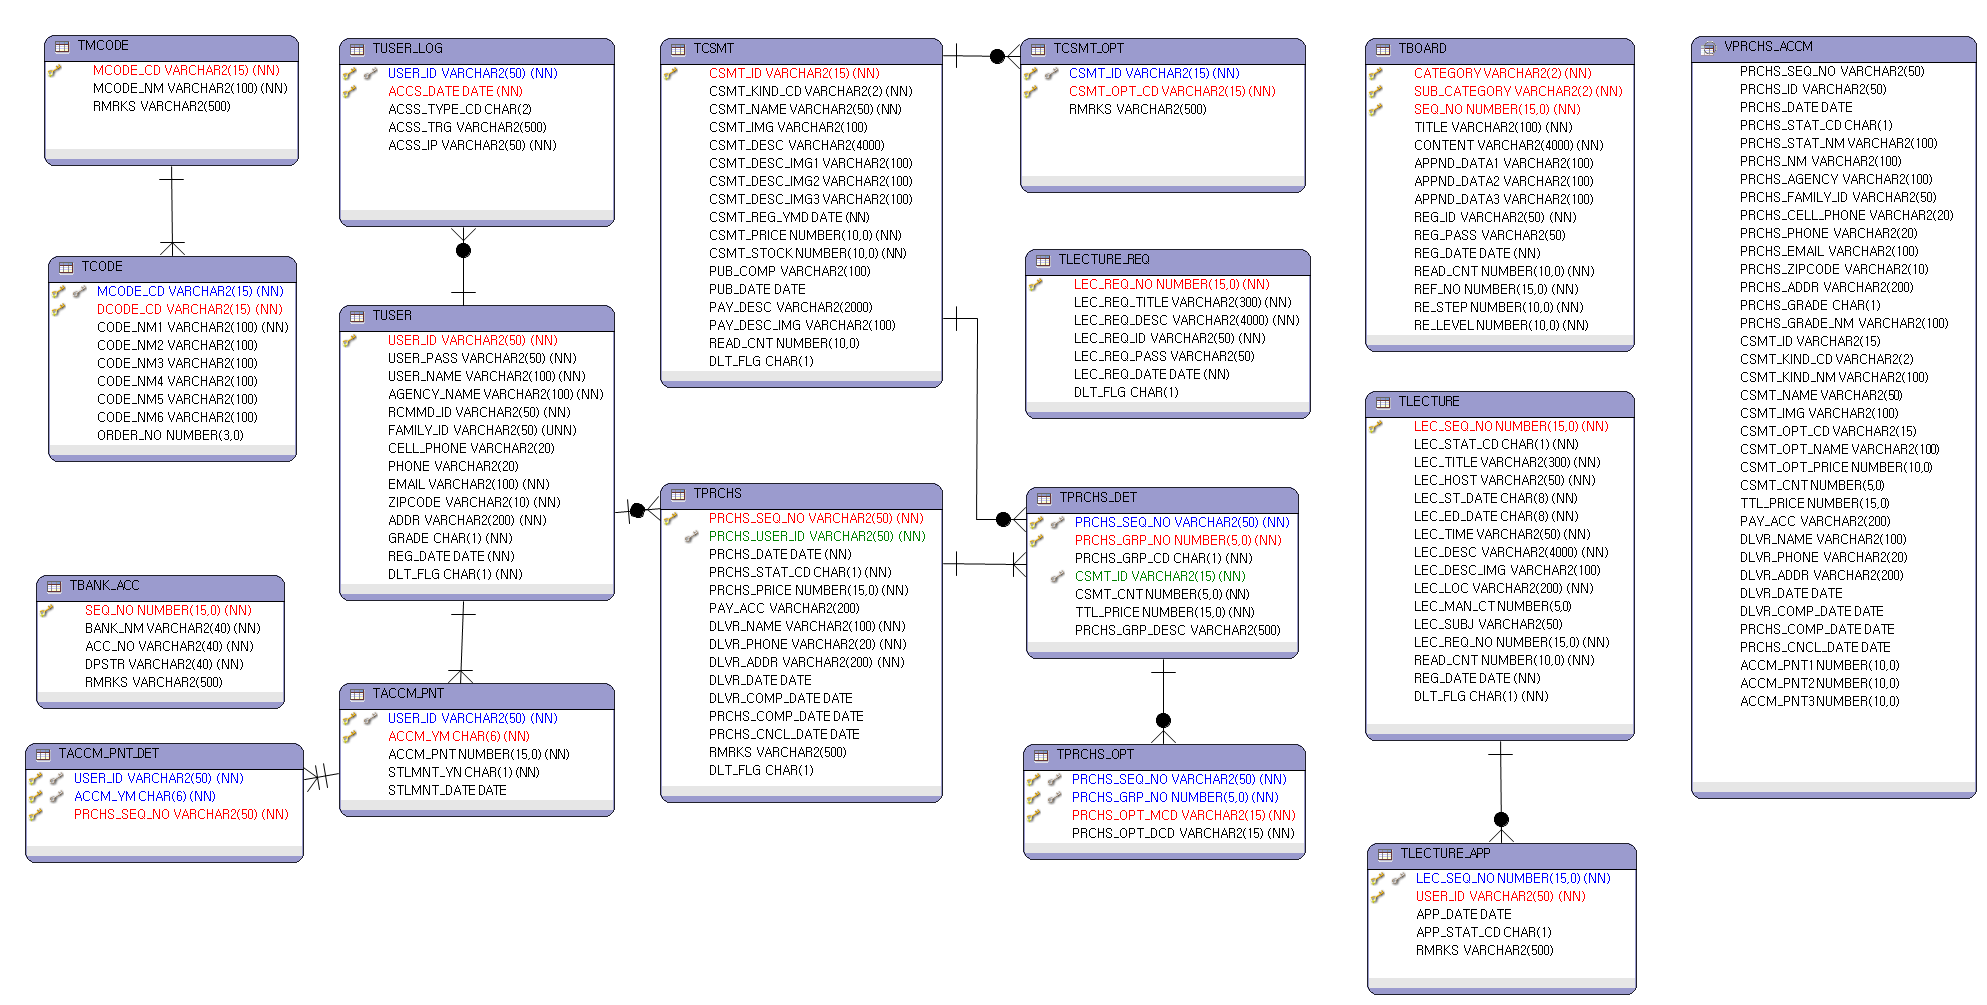 TMCODE
MCODE_CD VARCHAR2(15) (NN)
MCODE_NM VARCHAR2(100) (NN)
RMRKS VARCHAR2(500)
TCODE
MCODE_CD VARCHAR2(15) (NN)
DCODE_CD VARCHAR2(15) (NN)
CODE_NM1 VARCHAR2(100) (NN)
CODE_NM2 VARCHAR2(100)
CODE_NM3 VARCHAR2(100)
CODE_NM4 VARCHAR2(100)
CODE_NM5 VARCHAR2(100)
CODE_NM6 VARCHAR2(100)
ORDER_NO NUMBER(3,0)
TBANK_ACC
SEQ_NO NUMBER(15,0) (NN)
BANK_NM VARCHAR2(40) (NN)
ACC_NO VARCHAR2(40) (NN)
DPSTR VARCHAR2(40) (NN)
RMRKS VARCHAR2(500)
TACCM_PNT_DET
USER_ID VARCHAR2(50) (NN)
ACCM_YM CHAR(6) (NN)
PRCHS_SEQ_NO VARCHAR2(50) (NN)
TUSER_LOG
USER_ID VARCHAR2(50) (NN)
ACCS_DATE DATE (NN)
ACSS_TYPE_CD CHAR(2)
ACSS_TRG VARCHAR2(500)
ACSS_IP VARCHAR2(50) (NN)
TUSER
USER_ID VARCHAR2(50) (NN)
USER_PASS VARCHAR2(50) (NN)
USER_NAME VARCHAR2(100) (NN)
AGENCY_NAME VARCHAR2(100) (NN)
RCMMD_ID VARCHAR2(50) (NN)
FAMILY_ID VARCHAR2(50) (UNN)
CELL_PHONE VARCHAR2(20)
PHONE VARCHAR2(20)
EMAIL VARCHAR2(100) (NN)
ZIPCODE VARCHAR2(10) (NN)
ADDR VARCHAR2(200) (NN)
GRADE CHAR(1) (NN)
REG_DATE DATE (NN)
DLT_FLG CHAR(1) (NN)
TACCM_PNT
USER_ID VARCHAR2(50) (NN)
ACCM_YM CHAR(6) (NN)
ACCM_PNT NUMBER(15,0) (NN)
STLMNT_YN CHAR(1) (NN)
STLMNT_DATE DATE
TCSMT
CSMT_ID VARCHAR2(15) (NN)
CSMT_KIND_CD VARCHAR2(2) (NN)
CSMT_NAME VARCHAR2(50) (NN)
CSMT_IMG VARCHAR2(100)
CSMT_DESC VARCHAR2(4000)
CSMT_DESC_IMG1 VARCHAR2(100)
CSMT_DESC_IMG2 VARCHAR2(100)
CSMT_DESC_IMG3 VARCHAR2(100)
CSMT_REG_YMD DATE (NN)
CSMT_PRICE NUMBER(10,0) (NN)
CSMT_STOCK NUMBER(10,0) (NN)
PUB_COMP VARCHAR2(100)
PUB_DATE DATE
PAY_DESC VARCHAR2(2000)
PAY_DESC_IMG VARCHAR2(100)
READ_CNT NUMBER(10,0)
DLT_FLG CHAR(1)
TPRCHS
PRCHS_SEQ_NO VARCHAR2(50) (NN)
PRCHS_USER_ID VARCHAR2(50) (NN)
PRCHS_DATE DATE (NN)
PRCHS_STAT_CD CHAR(1) (NN)
PRCHS_PRICE NUMBER(15,0) (NN)
PAY_ACC VARCHAR2(200)
DLVR_NAME VARCHAR2(100) (NN)
DLVR_PHONE VARCHAR2(20) (NN)
DLVR_ADDR VARCHAR2(200) (NN)
DLVR_DATE DATE
DLVR_COMP_DATE DATE
PRCHS_COMP_DATE DATE
PRCHS_CNCL_DATE DATE
RMRKS VARCHAR2(500)
DLT_FLG CHAR(1)
TCSMT_OPT
CSMT_ID VARCHAR2(15) (NN)
CSMT_OPT_CD VARCHAR2(15) (NN)
RMRKS VARCHAR2(500)
TLECTURE_REQ
LEC_REQ_NO NUMBER(15,0) (NN)
LEC_REQ_TITLE VARCHAR2(300) (NN)
LEC_REQ_DESC VARCHAR2(4000) (NN)
LEC_REQ_ID VARCHAR2(50) (NN)
LEC_REQ_PASS VARCHAR2(50)
LEC_REQ_DATE DATE (NN)
DLT_FLG CHAR(1)
TPRCHS_DET
PRCHS_SEQ_NO VARCHAR2(50) (NN)
PRCHS_GRP_NO NUMBER(5,0) (NN)
PRCHS_GRP_CD CHAR(1) (NN)
CSMT_ID VARCHAR2(15) (NN)
CSMT_CNT NUMBER(5,0) (NN)
TTL_PRICE NUMBER(15,0) (NN)
PRCHS_GRP_DESC VARCHAR2(500)
TPRCHS_OPT
PRCHS_SEQ_NO VARCHAR2(50) (NN)
PRCHS_GRP_NO NUMBER(5,0) (NN)
PRCHS_OPT_MCD VARCHAR2(15) (NN)
PRCHS_OPT_DCD VARCHAR2(15) (NN)
TBOARD
CATEGORY VARCHAR2(2) (NN)
SUB_CATEGORY VARCHAR2(2) (NN)
SEQ_NO NUMBER(15,0) (NN)
TITLE VARCHAR2(100) (NN)
CONTENT VARCHAR2(4000) (NN)
APPND_DATA1 VARCHAR2(100)
APPND_DATA2 VARCHAR2(100)
APPND_DATA3 VARCHAR2(100)
REG_ID VARCHAR2(50) (NN)
REG_PASS VARCHAR2(50)
REG_DATE DATE (NN)
READ_CNT NUMBER(10,0) (NN)
REF_NO NUMBER(15,0) (NN)
RE_STEP NUMBER(10,0) (NN)
RE_LEVEL NUMBER(10,0) (NN)
TLECTURE
LEC_SEQ_NO NUMBER(15,0) (NN)
LEC_STAT_CD CHAR(1) (NN)
LEC_TITLE VARCHAR2(300) (NN)
LEC_HOST VARCHAR2(50) (NN)
LEC_ST_DATE CHAR(8) (NN)
LEC_ED_DATE CHAR(8) (NN)
LEC_TIME VARCHAR2(50) (NN)
LEC_DESC VARCHAR2(4000) (NN)
LEC_DESC_IMG VARCHAR2(100)
LEC_LOC VARCHAR2(200) (NN)
LEC_MAN_CT NUMBER(5,0)
LEC_SUBJ VARCHAR2(50)
LEC_REQ_NO NUMBER(15,0) (NN)
READ_CNT NUMBER(10,0) (NN)
REG_DATE DATE (NN)
DLT_FLG CHAR(1) (NN)
TLECTURE_APP
LEC_SEQ_NO NUMBER(15,0) (NN)
USER_ID VARCHAR2(50) (NN)
APP_DATE DATE
APP_STAT_CD CHAR(1)
RMRKS VARCHAR2(500)
VPRCHS_ACCM
PRCHS_SEQ_NO VARCHAR2(50)
PRCHS_ID VARCHAR2(50)
PRCHS_DATE DATE
PRCHS_STAT_CD CHAR(1)
PRCHS_STAT_NM VARCHAR2(100)
PRCHS_NM VARCHAR2(100)
PRCHS_AGENCY VARCHAR2(100)
PRCHS_FAMILY_ID VARCHAR2(50)
PRCHS_CELL_PHONE VARCHAR2(20)
PRCHS_PHONE VARCHAR2(20)
PRCHS_EMAIL VARCHAR2(100)
PRCHS_ZIPCODE VARCHAR2(10)
PRCHS_ADDR VARCHAR2(200)
PRCHS_GRADE CHAR(1)
PRCHS_GRADE_NM VARCHAR2(100)
CSMT_ID VARCHAR2(15)
CSMT_KIND_CD VARCHAR2(2)
CSMT_KIND_NM VARCHAR2(100)
CSMT_NAME VARCHAR2(50)
CSMT_IMG VARCHAR2(100)
CSMT_OPT_CD VARCHAR2(15)
CSMT_OPT_NAME VARCHAR2(100)
CSMT_OPT_PRICE NUMBER(10,0)
CSMT_CNT NUMBER(5,0)
TTL_PRICE NUMBER(15,0)
PAY_ACC VARCHAR2(200)
DLVR_NAME VARCHAR2(100)
DLVR_PHONE VARCHAR2(20)
DLVR_ADDR VARCHAR2(200)
DLVR_DATE DATE
DLVR_COMP_DATE DATE
PRCHS_COMP_DATE DATE
PRCHS_CNCL_DATE DATE
ACCM_PNT1 NUMBER(10,0)
ACCM_PNT2 NUMBER(10,0)
ACCM_PNT3 NUMBER(10,0)